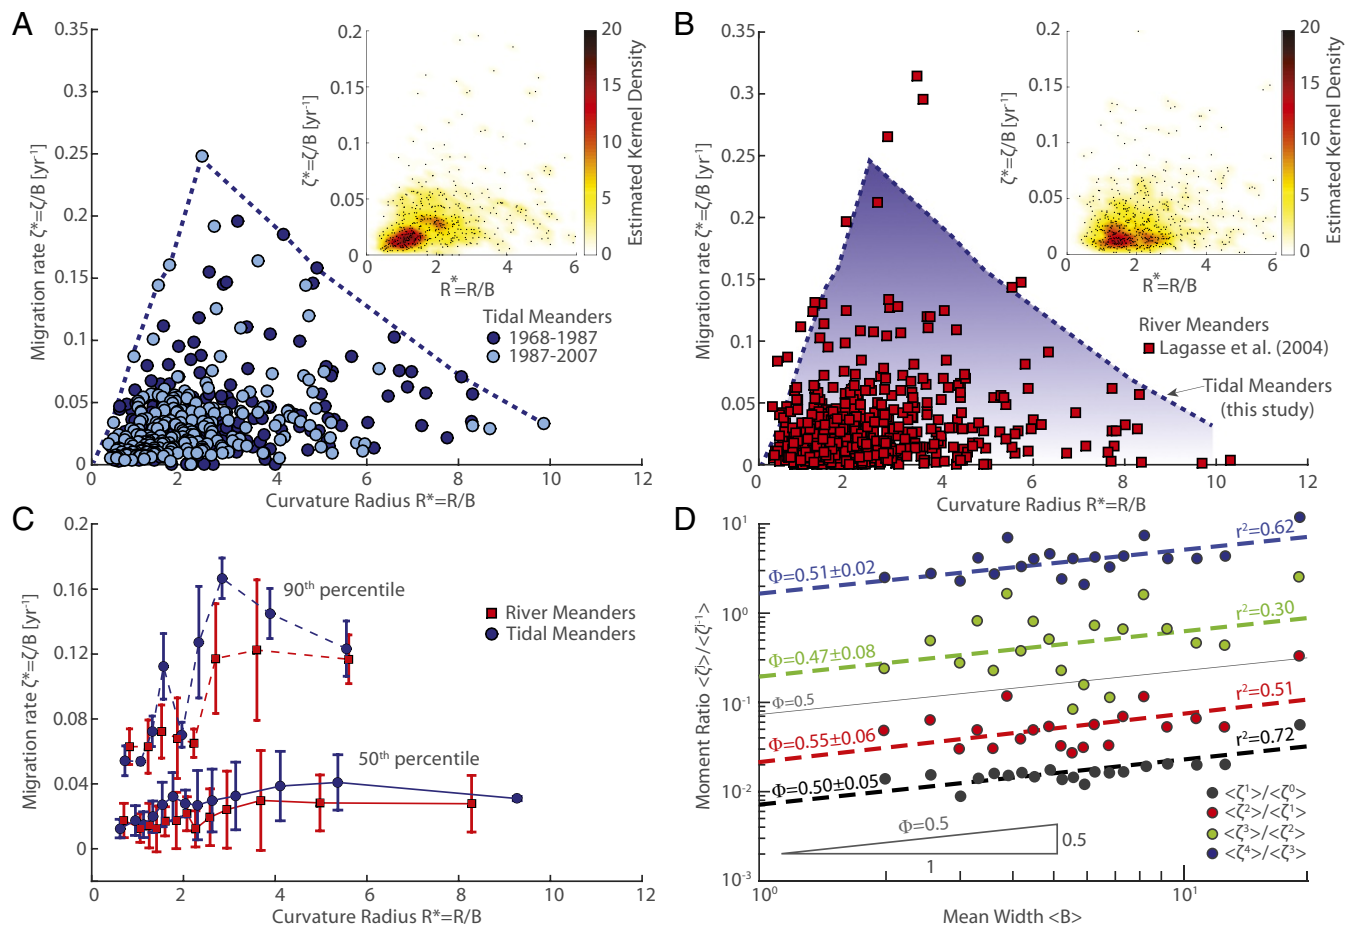 A
Migration rate ζ*=ζ/B [yr-1]
0.35
0.3
0.25
0.2
0.15
0.1
0.05
0
0 2 4 6 8 10 12
Curvature Radius R*=R/B
ζ*=ζ/B [yr-1]
0.2
0.15
0.1
0.05
0
0 2 4 6
R*=R/B
20
15
10
5
0
Estimated Kernel Density
Tidal Meanders
1968-1987
1987-2007
B
Migration rate ζ*=ζ/B [yr-1]
0.35
0.3
0.25
0.2
0.15
0.1
0.05
0
0 2 4 6 8 10 12
Curvature Radius R*=R/B
ζ*=ζ/B [yr-1]
0.2
0.15
0.1
0.05
0
0 2 4 6
R*=R/B
20
15
10
5
0
Estimated Kernel Density
River Meanders
Lagasse et al. (2004)
Tidal Meanders
(this study)
C
Migration rate ζ*=ζ/B [yr-1]
0.2
0.16
0.12
0.08
0.04
0
0 2 4 6 8 10 12
Curvature Radius R*=R/B
90th percentile
50th percentile
River Meanders
Tidal Meanders
D
Moment Ratio <ζj>/<ζj-1>
10¹
10⁰
10-1
10-2
10-3
10⁰ 10¹
Mean Width <B>
Φ=0.51±0.02
r²=0.62
Φ=0.47±0.08
r²=0.30
Φ=0.5
Φ=0.55±0.06
r²=0.51
Φ=0.50±0.05
r²=0.72
Φ=0.5
0.5
1
<ζ¹>/<ζ⁰>
<ζ²>/<ζ¹>
<ζ³>/<ζ²>
<ζ⁴>/<ζ³>